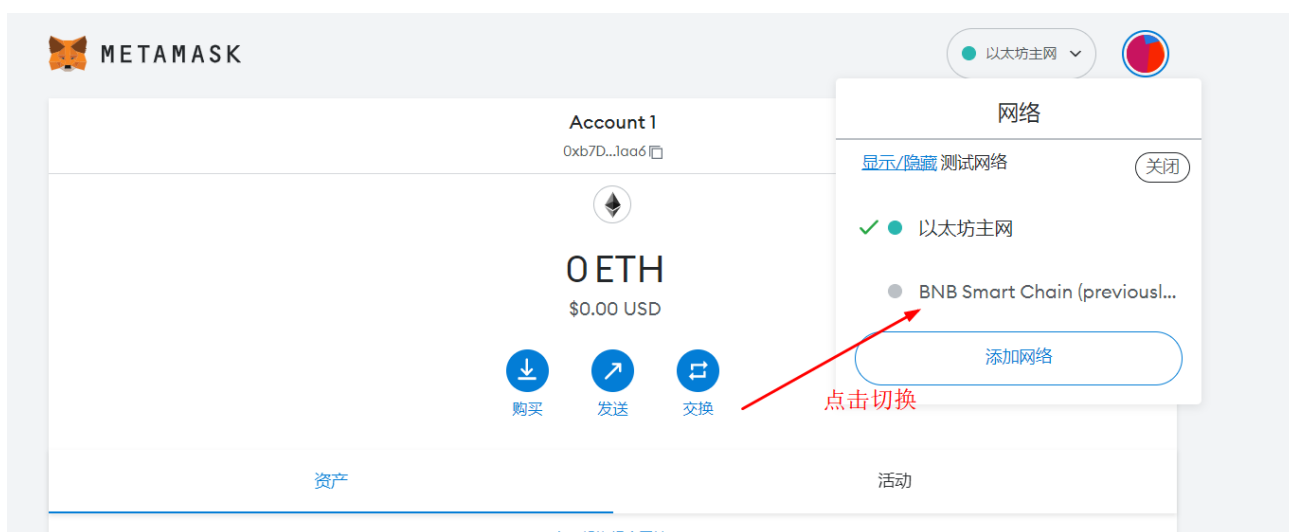 METAMASK
以太坊主网
Account 1
0xb7D...1aa6
网络
显示/隐藏 测试网络
关闭
以太坊主网
BNB Smart Chain (previousl...
添加网络
0 ETH
$0.00 USD
购买
发送
交换
点击切换
资产
活动